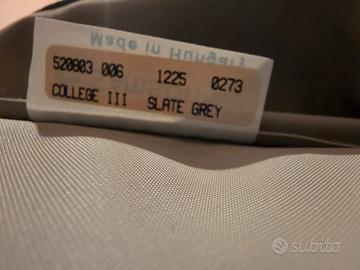 Made in Hungary
520803 006 1225 0273
COLLEGE III SLATE GREY
subito